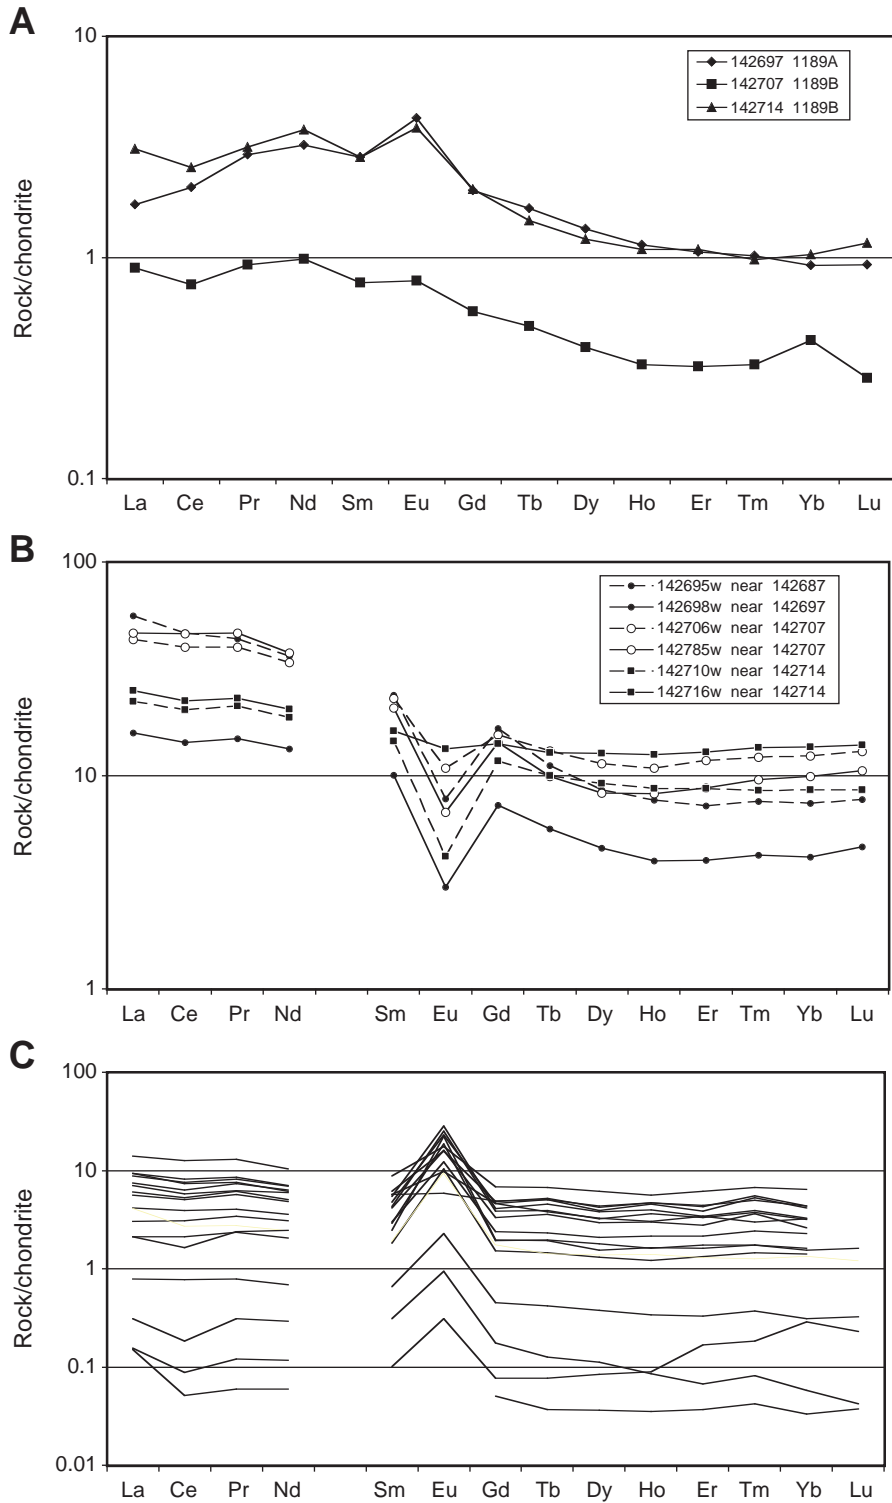 A
10
142697 1189A
142707 1189B
142714 1189B
Rock/chondrite
1
0.1
La Ce Pr Nd Sm Eu Gd Tb Dy Ho Er Tm Yb Lu
B
100
142695w near 142687
142698w near 142697
142706w near 142707
142785w near 142707
142710w near 142714
142716w near 142714
Rock/chondrite
10
1
La Ce Pr Nd Sm Eu Gd Tb Dy Ho Er Tm Yb Lu
C
100
10
Rock/chondrite
1
0.1
0.01
La Ce Pr Nd Sm Eu Gd Tb Dy Ho Er Tm Yb Lu